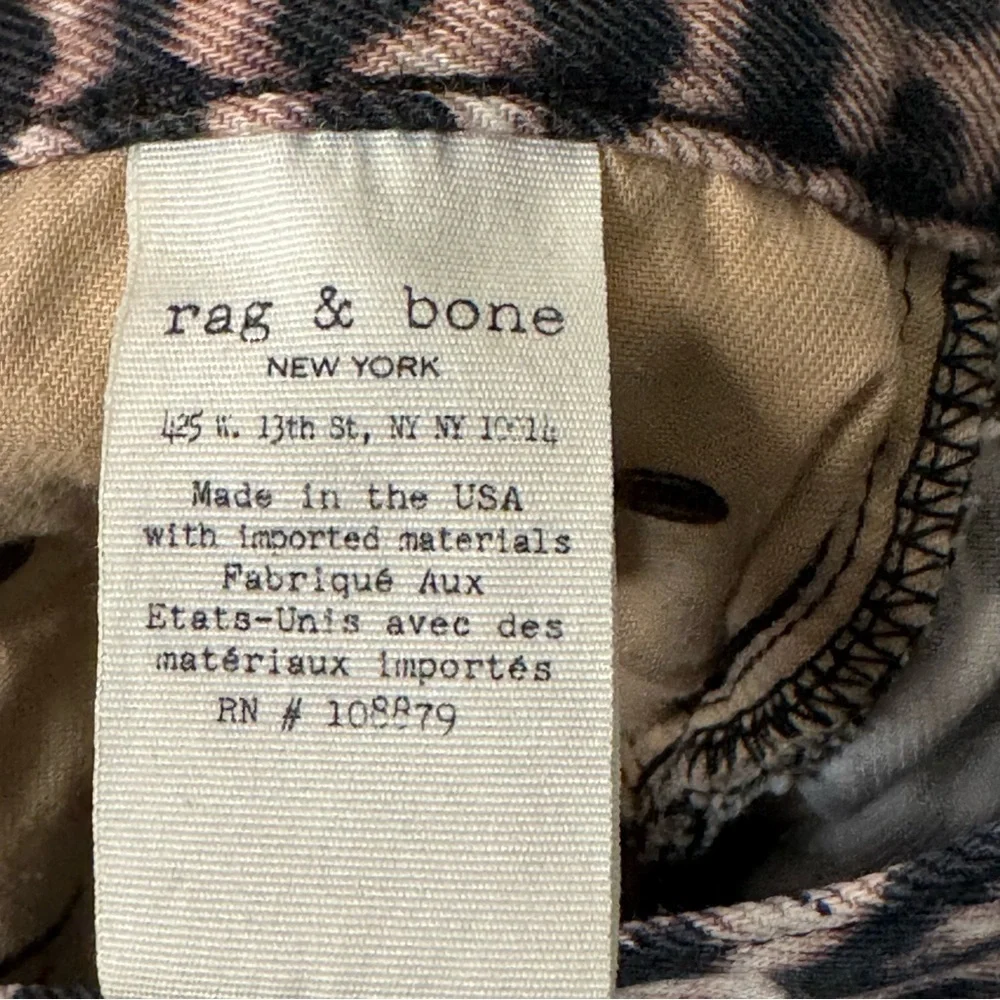 rag & bone
NEW YORK
425 W. 13th St, NY NY 10014
Made in the USA
with imported materials
Fabriqué Aux
Etats-Unis avec des
matériaux importés
RN # 108879